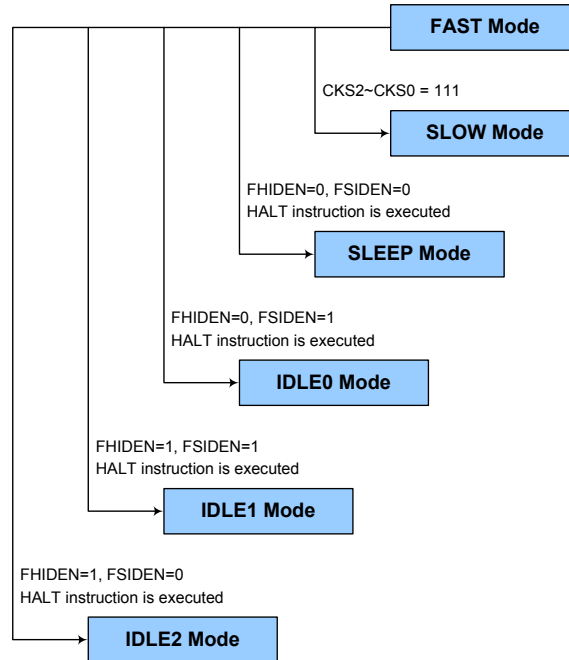 FAST Mode
CKS2~CKS0 = 111
SLOW Mode
FHIDEN=0, FSIDEN=0
HALT instruction is executed
SLEEP Mode
FHIDEN=0, FSIDEN=1
HALT instruction is executed
IDLE0 Mode
FHIDEN=1, FSIDEN=1
HALT instruction is executed
IDLE1 Mode
FHIDEN=1, FSIDEN=0
HALT instruction is executed
IDLE2 Mode